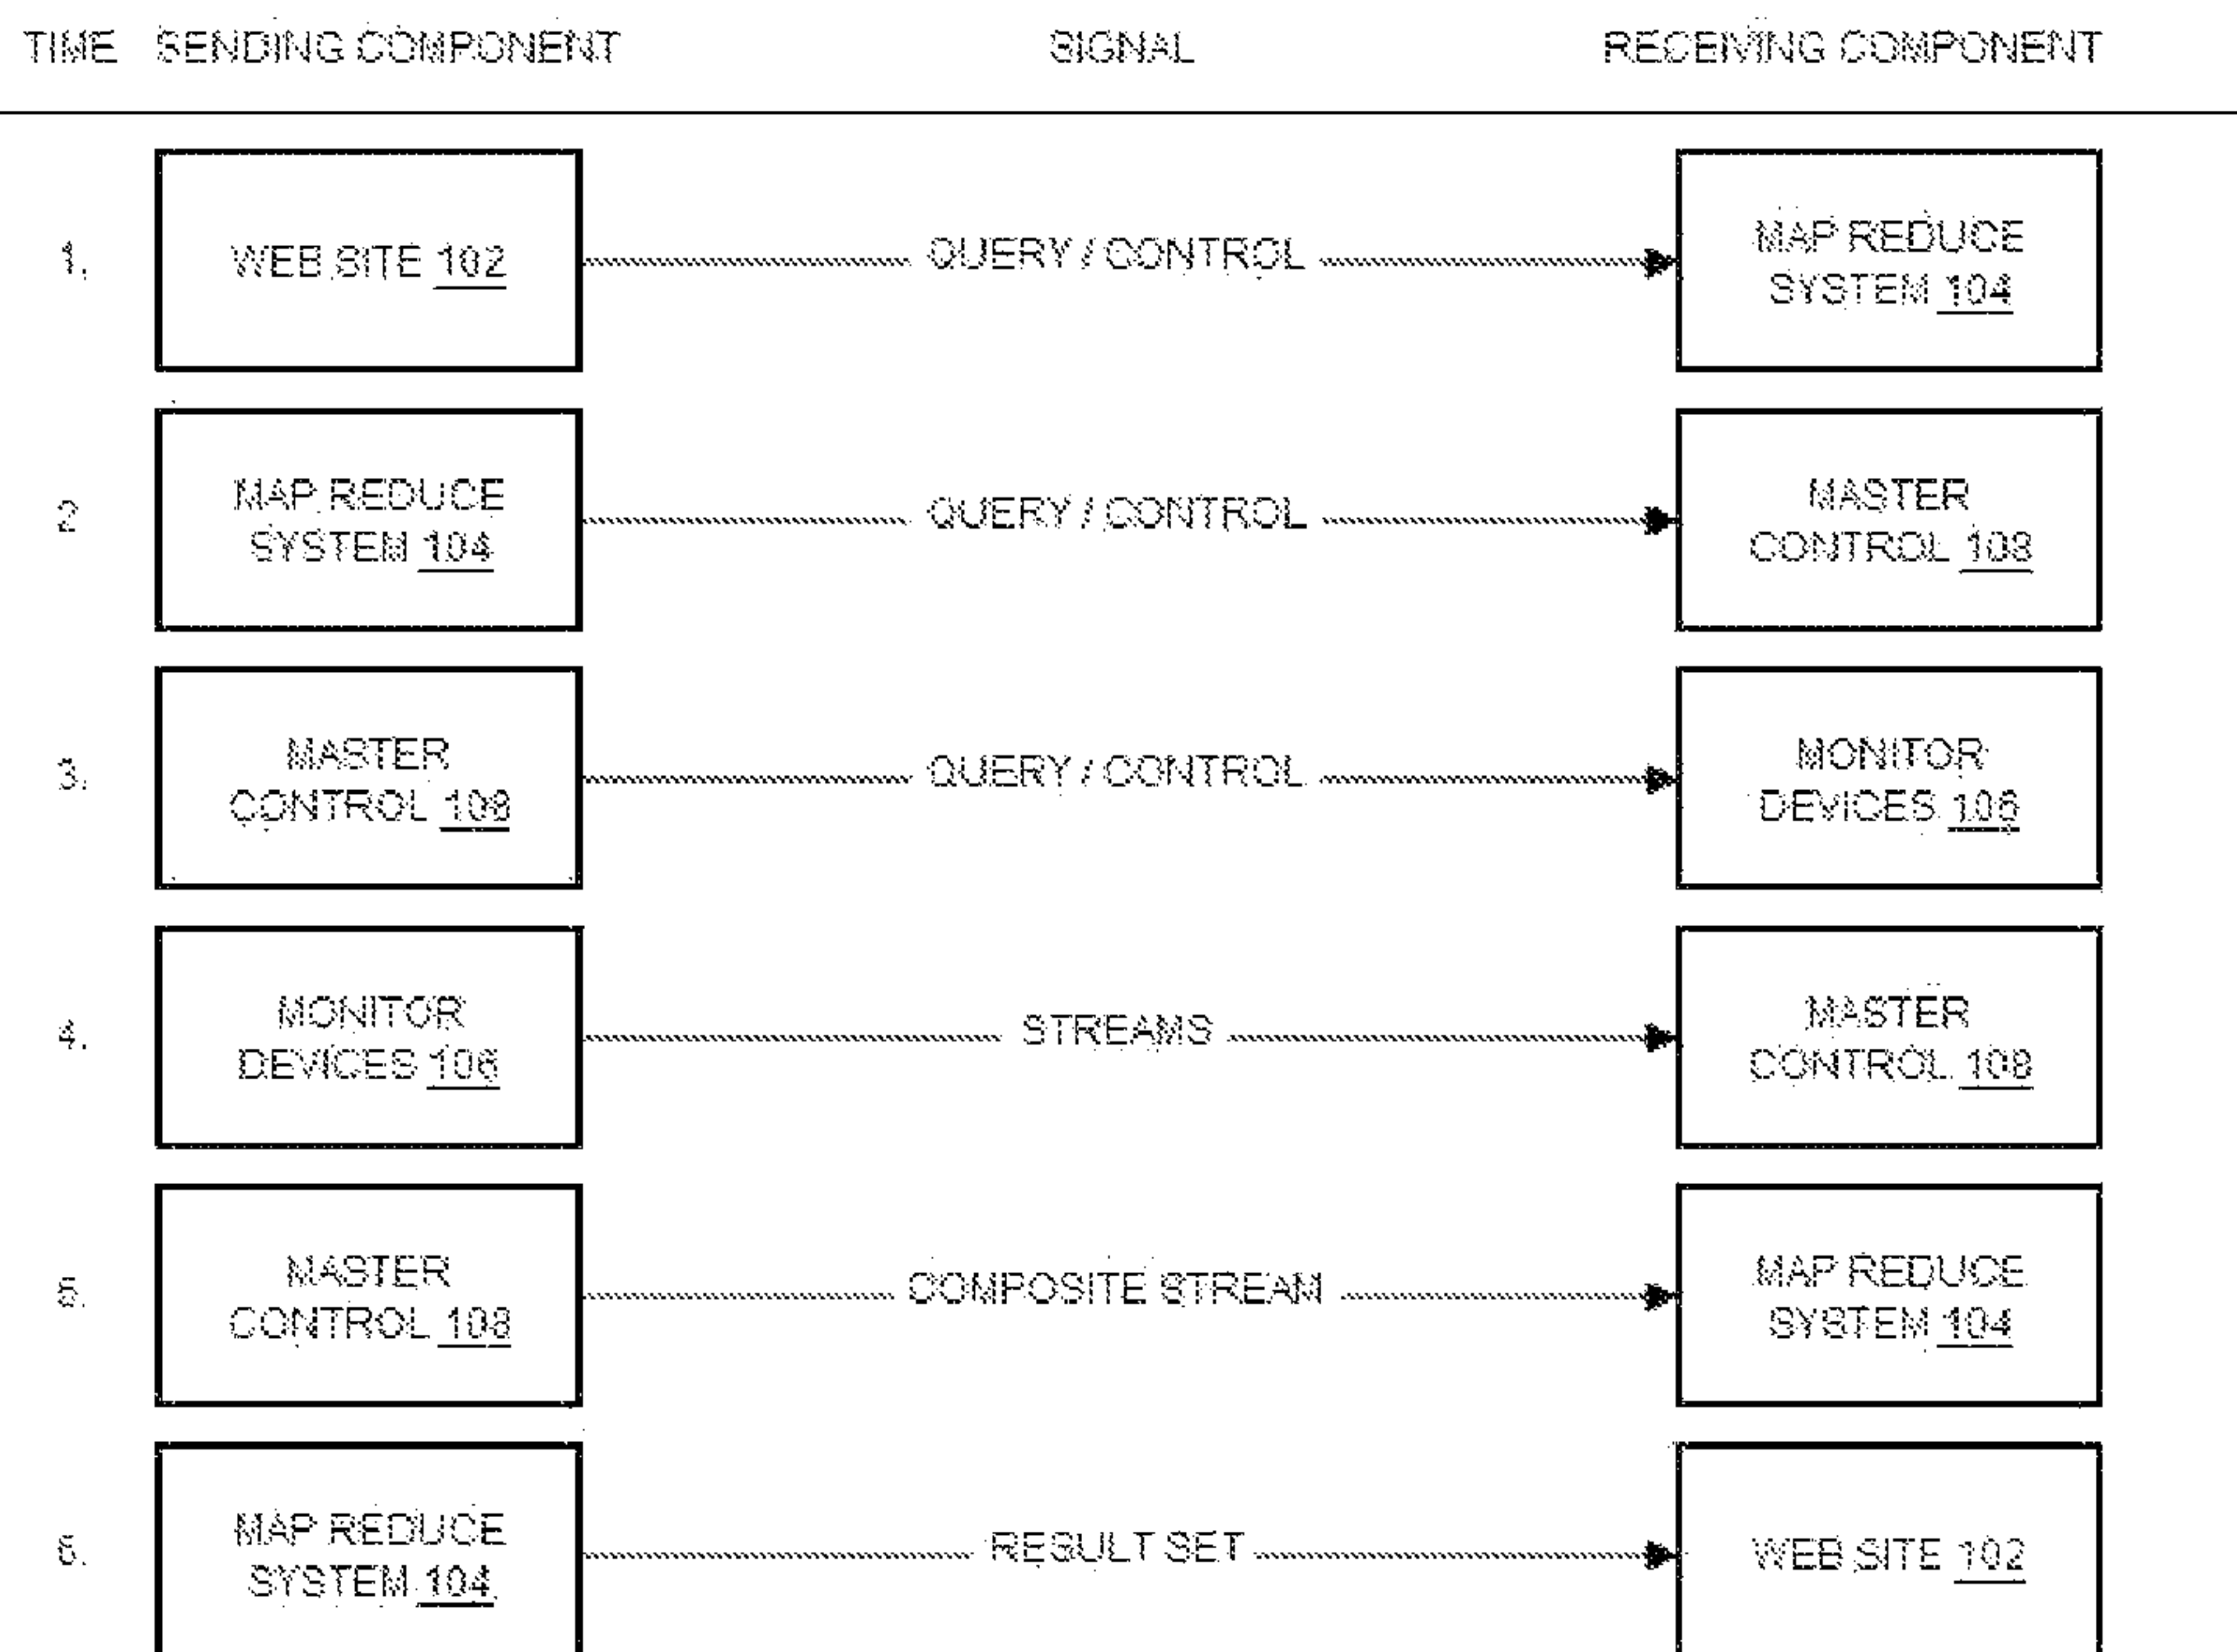 TIME SENDING COMPONENT SIGNAL RECEIVING COMPONENT
1. WEB SITE 102 QUERY / CONTROL MAP REDUCE
SYSTEM 104
2 MAP REDUCE
SYSTEM 104 QUERY / CONTROL MASTER
CONTROL 108
3. MASTER
CONTROL 108 QUERY / CONTROL MONITOR
DEVICES 106
4. MONITOR
DEVICES 106 STREAMS MASTER
CONTROL 108
5. MASTER
CONTROL 108 COMPOSITE STREAM MAP REDUCE
SYSTEM 104
6. MAP REDUCE
SYSTEM 104 RESULT SET WEB SITE 102